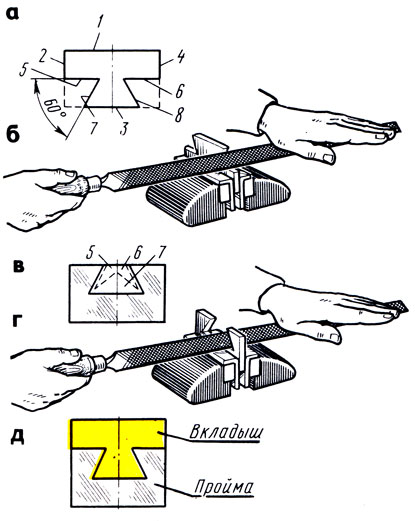 а
1
2 4
5 6
60°
7 3 8
б
в
5 6 7
г
д
Вкладыш
Пройма